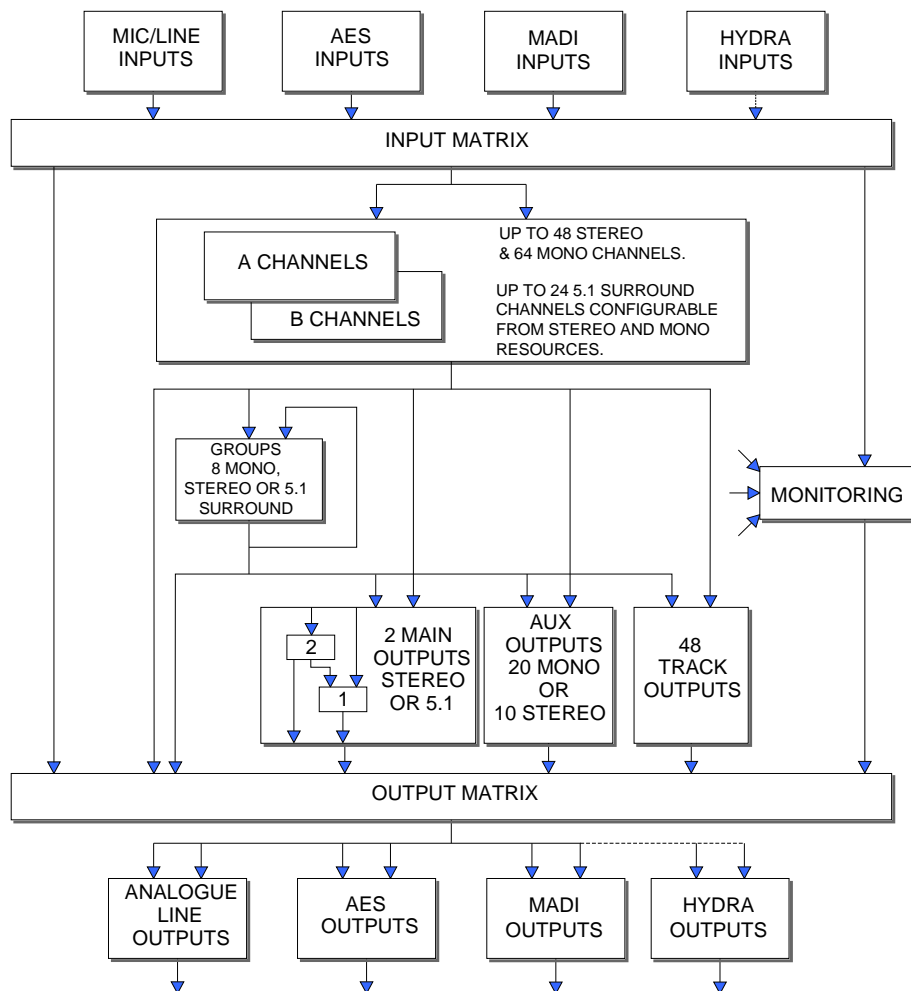 MIC/LINE
INPUTS
AES
INPUTS
MADI
INPUTS
HYDRA
INPUTS
INPUT MATRIX
A CHANNELS
B CHANNELS
UP TO 48 STEREO
& 64 MONO CHANNELS.
UP TO 24 5.1 SURROUND
CHANNELS CONFIGURABLE
FROM STEREO AND MONO
RESOURCES.
GROUPS
8 MONO,
STEREO OR 5.1
SURROUND
MONITORING
2
1
2 MAIN
OUTPUTS
STEREO
OR 5.1
AUX
OUTPUTS
20 MONO
OR
10 STEREO
48
TRACK
OUTPUTS
OUTPUT MATRIX
ANALOGUE
LINE
OUTPUTS
AES
OUTPUTS
MADI
OUTPUTS
HYDRA
OUTPUTS